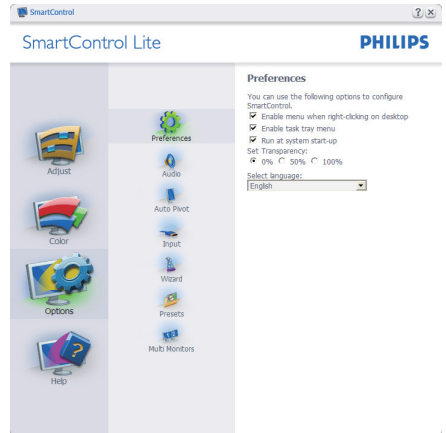 SmartControl
? ×
SmartControl Lite
PHILIPS
Adjust
Color
Options
Help
Preferences
Audio
Auto Pivot
Input
Wizard
Presets
Multi Monitors
Preferences
You can use the following options to configure
SmartControl.
Enable menu when right-clicking on desktop
Enable task tray menu
Run at system start-up
Set Transparency:
0% 50% 100%
Select language:
English